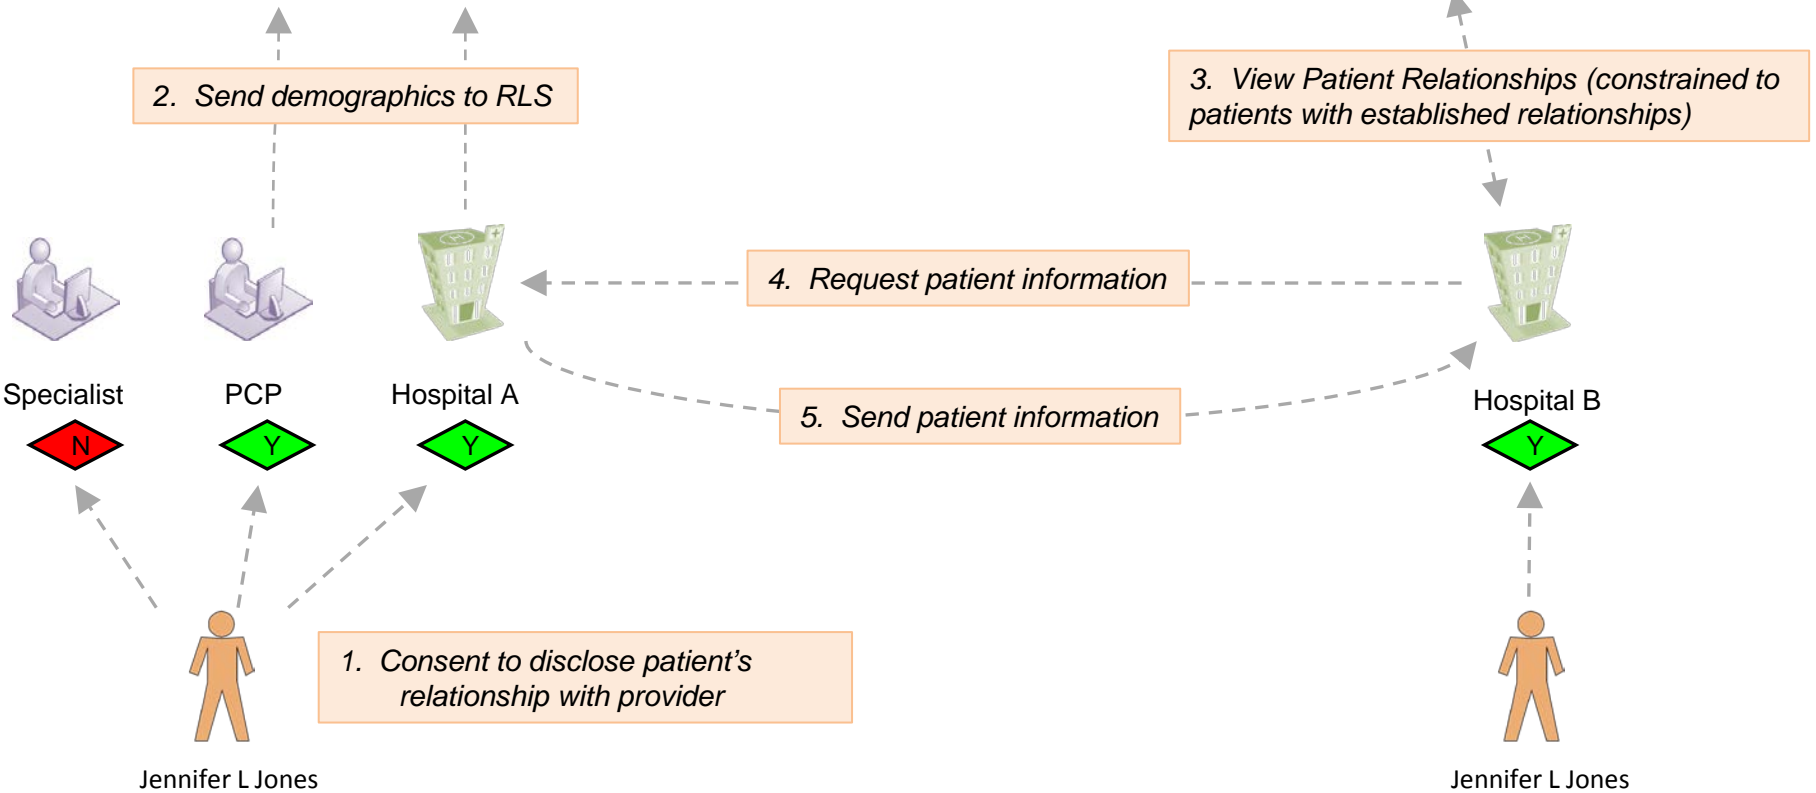 2. Send demographics to RLS
3. View Patient Relationships (constrained to
patients with established relationships)
4. Request patient information
Specialist
PCP
Hospital A
5. Send patient information
Hospital B
N
Y
Y
Y
1. Consent to disclose patient’s
relationship with provider
Jennifer L Jones
Jennifer L Jones